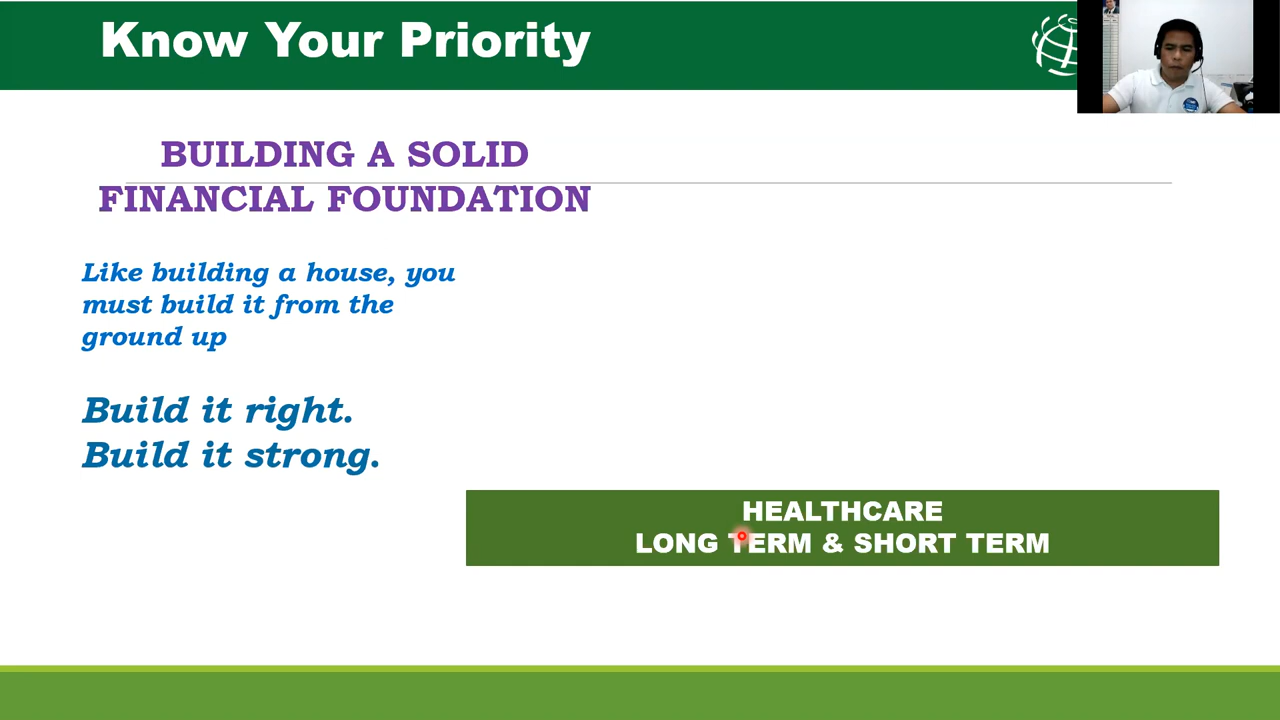 Know Your Priority
BUILDING A SOLID
FINANCIAL FOUNDATION
Like building a house, you
must build it from the
ground up
Build it right.
Build it strong.
HEALTHCARE
LONG TERM & SHORT TERM